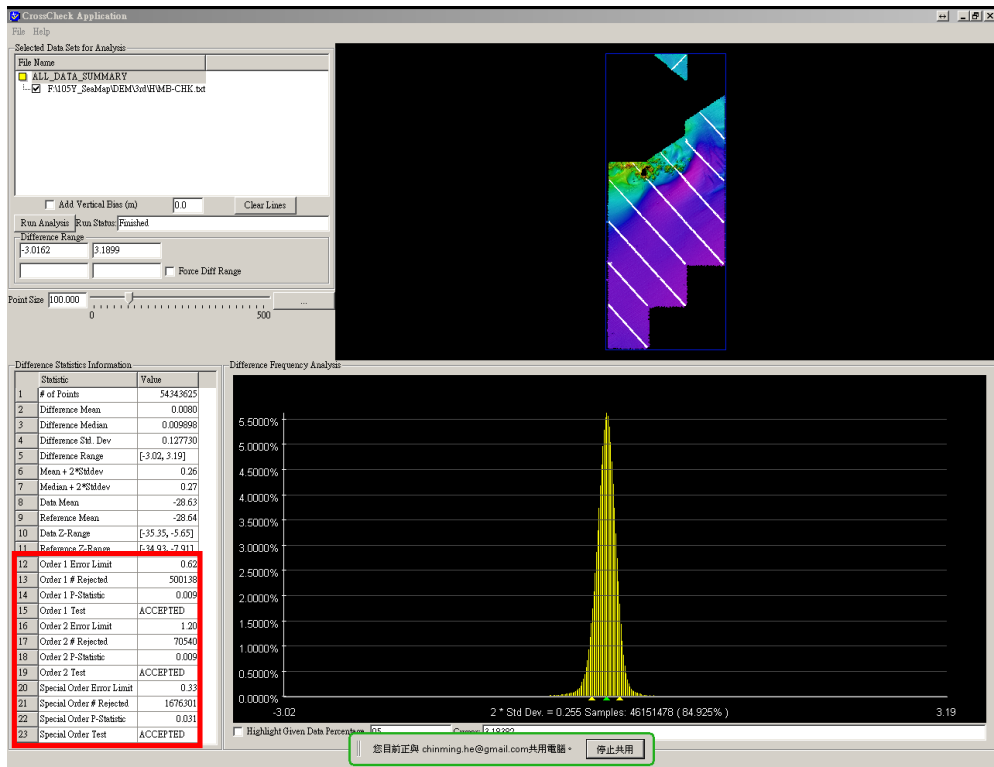 CrossCheck Application
File Help
Selected Data Sets for Analysis
File Name
ALL_DATA_SUMMARY
F:\105Y_SeaMap\DEM\3rd\H\MB-CHK.txt
Add Vertical Bias (m) 0.0 Clear Lines
Run Analysis Run Status: Finished
Difference Range
-3.0162 3.1899
Force Diff Range
Point Size 100.000 ...
0 500
Difference Statistics Information
Statistic Value
1 # of Points 54343625
2 Difference Mean 0.0080
3 Difference Median 0.009898
4 Difference Std. Dev 0.127730
5 Difference Range [-3.02, 3.19]
6 Mean + 2*Stddev 0.26
7 Median + 2*Stddev 0.27
8 Data Mean -28.63
9 Reference Mean -28.64
10 Data Z-Range [-35.35, -5.65]
11 Reference Z-Range [-34.93, -7.91]
12 Order 1 Error Limit 0.62
13 Order 1 # Rejected 500138
14 Order 1 P-Statistic 0.009
15 Order 1 Test ACCEPTED
16 Order 2 Error Limit 1.20
17 Order 2 # Rejected 70540
18 Order 2 P-Statistic 0.009
19 Order 2 Test ACCEPTED
20 Special Order Error Limit 0.33
21 Special Order # Rejected 1676301
22 Special Order P-Statistic 0.031
23 Special Order Test ACCEPTED
Difference Frequency Analysis
5.5000%
5.0000%
4.5000%
4.0000%
3.5000%
3.0000%
2.5000%
2.0000%
1.5000%
1.0000%
0.5000%
0.0000%
-3.02 2 * Std Dev. = 0.255 Samples: 46151478 ( 84.925% ) 3.19
Highlight Given Data Percentage 95 Cursor 3.18382
您目前正與 chinming.he@gmail.com共用電腦。 停止共用